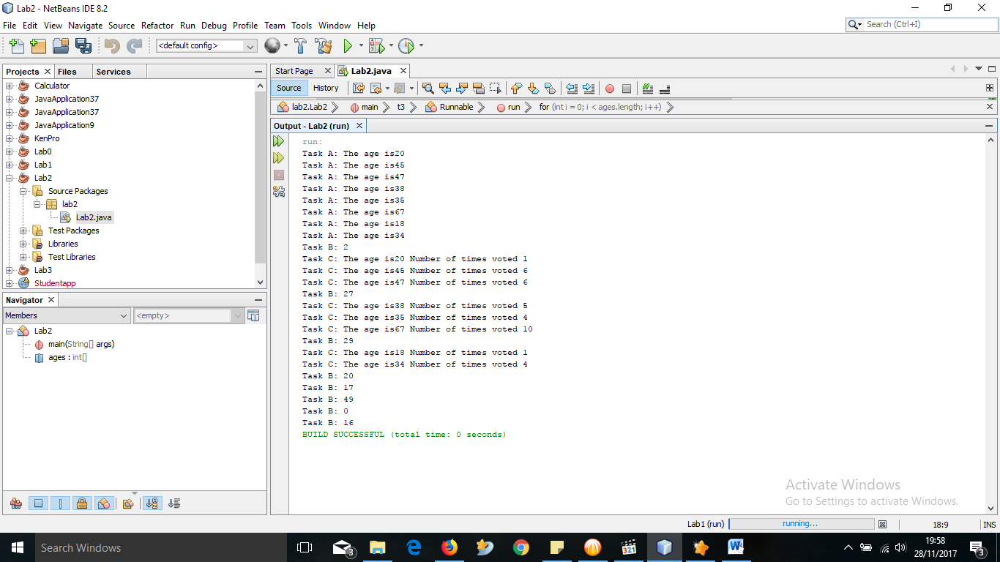 Lab2 - NetBeans IDE 8.2
File Edit View Navigate Source Refactor Run Debug Profile Team Tools Window Help
Search (Ctrl+I)
<default config>
Projects Files Services
Calculator
JavaApplication37
JavaApplication37
JavaApplication9
KenPro
Lab0
Lab1
Lab2
Source Packages
lab2
Lab2.java
Test Packages
Libraries
Test Libraries
Lab3
Studentapp
Navigator
Members <empty>
Lab2
main(String[] args)
ages : int[]
Start Page Lab2.java
Source History
lab2.Lab2 main t3 Runnable run for (int i = 0; i < ages.length; i++)
Output - Lab2 (run)
run:
Task A: The age is20
Task A: The age is45
Task A: The age is47
Task A: The age is38
Task A: The age is35
Task A: The age is67
Task A: The age is18
Task A: The age is34
Task B: 2
Task C: The age is20 Number of times voted 1
Task C: The age is45 Number of times voted 6
Task C: The age is47 Number of times voted 6
Task B: 27
Task C: The age is38 Number of times voted 5
Task C: The age is35 Number of times voted 4
Task C: The age is67 Number of times voted 10
Task B: 29
Task C: The age is18 Number of times voted 1
Task C: The age is34 Number of times voted 4
Task B: 20
Task B: 17
Task B: 49
Task B: 0
Task B: 16
BUILD SUCCESSFUL (total time: 0 seconds)
Activate Windows
Go to Settings to activate Windows.
Lab1 (run) running... 18:9 INS
Search Windows
3
321
19:58
28/11/2017
3